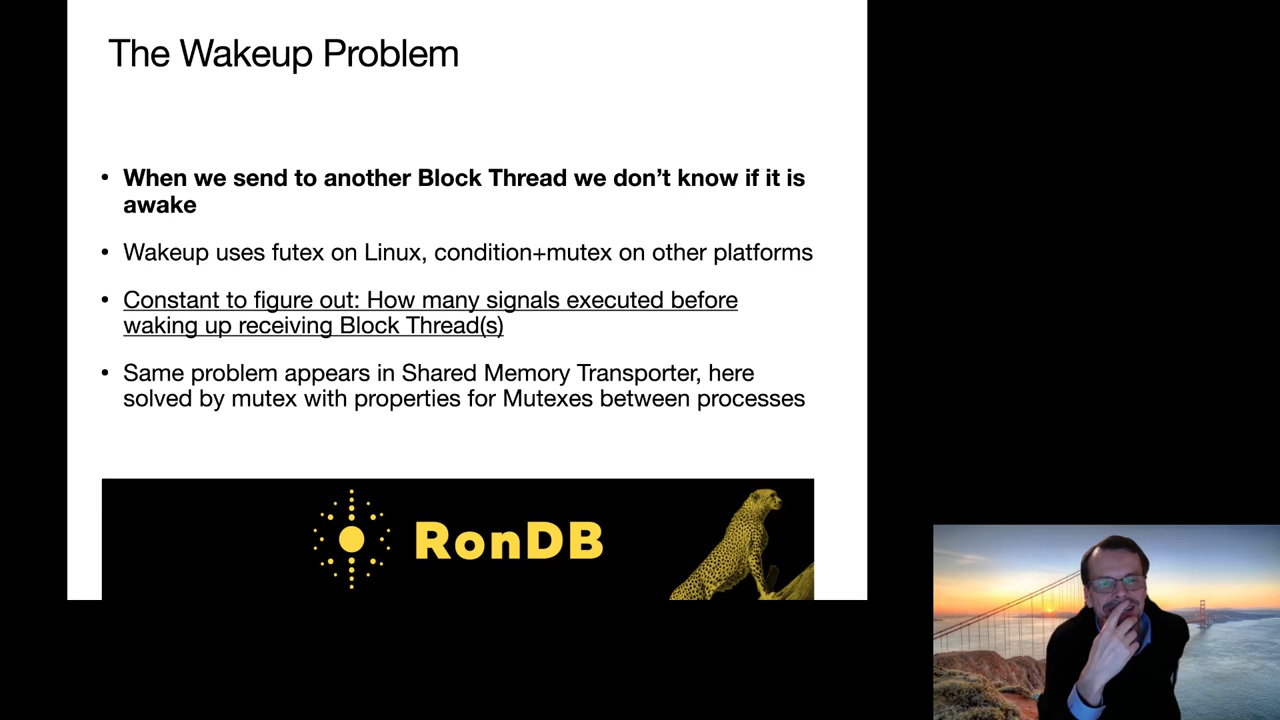 The Wakeup Problem
• When we send to another Block Thread we don’t know if it is
awake
• Wakeup uses futex on Linux, condition+mutex on other platforms
• Constant to figure out: How many signals executed before
waking up receiving Block Thread(s)
• Same problem appears in Shared Memory Transporter, here
solved by mutex with properties for Mutexes between processes
RonDB